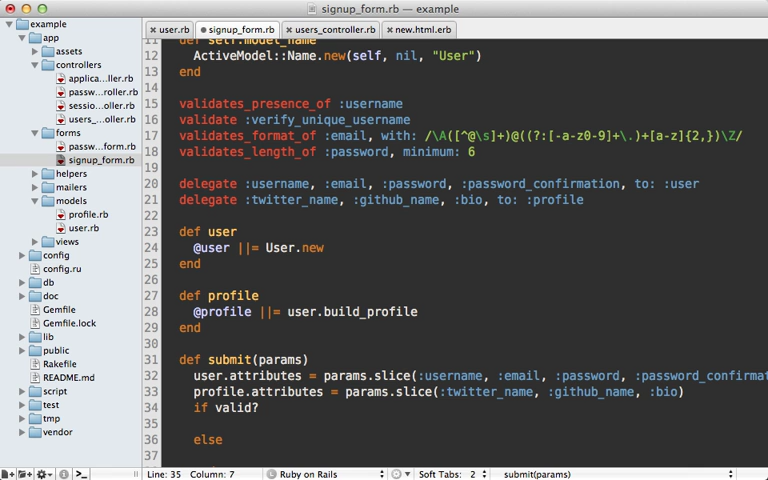 signup_form.rb — example
example
app
assets
controllers
applica…ller.rb
passw…roller.rb
sessio…oller.rb
users_…oller.rb
forms
passw…form.rb
signup_form.rb
helpers
mailers
models
profile.rb
user.rb
views
config
config.ru
db
doc
Gemfile
Gemfile.lock
lib
public
Rakefile
README.md
script
test
tmp
vendor
user.rb
signup_form.rb
users_controller.rb
new.html.erb
11 def self.model_name
12 ActiveModel::Name.new(self, nil, "User")
13 end
14
15 validates_presence_of :username
16 validate :verify_unique_username
17 validates_format_of :email, with: /\A([^@\s]+)@((?:[-a-z0-9]+\.)+[a-z]{2,})\Z/
18 validates_length_of :password, minimum: 6
19
20 delegate :username, :email, :password, :password_confirmation, to: :user
21 delegate :twitter_name, :github_name, :bio, to: :profile
22
23 def user
24 @user ||= User.new
25 end
26
27 def profile
28 @profile ||= user.build_profile
29 end
30
31 def submit(params)
32 user.attributes = params.slice(:username, :email, :password, :password_confirmat
33 profile.attributes = params.slice(:twitter_name, :github_name, :bio)
34 if valid?
35
36 else
37
Line: 35 Column: 7
Ruby on Rails
Soft Tabs: 2
submit(params)